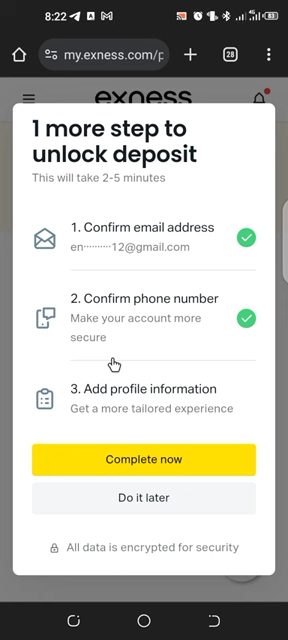 8:22
my.exness.com/p
28
exness
1 more step to
unlock deposit
This will take 2-5 minutes
1. Confirm email address
en··········12@gmail.com
2. Confirm phone number
Make your account more
secure
3. Add profile information
Get a more tailored experience
Complete now
Do it later
All data is encrypted for security